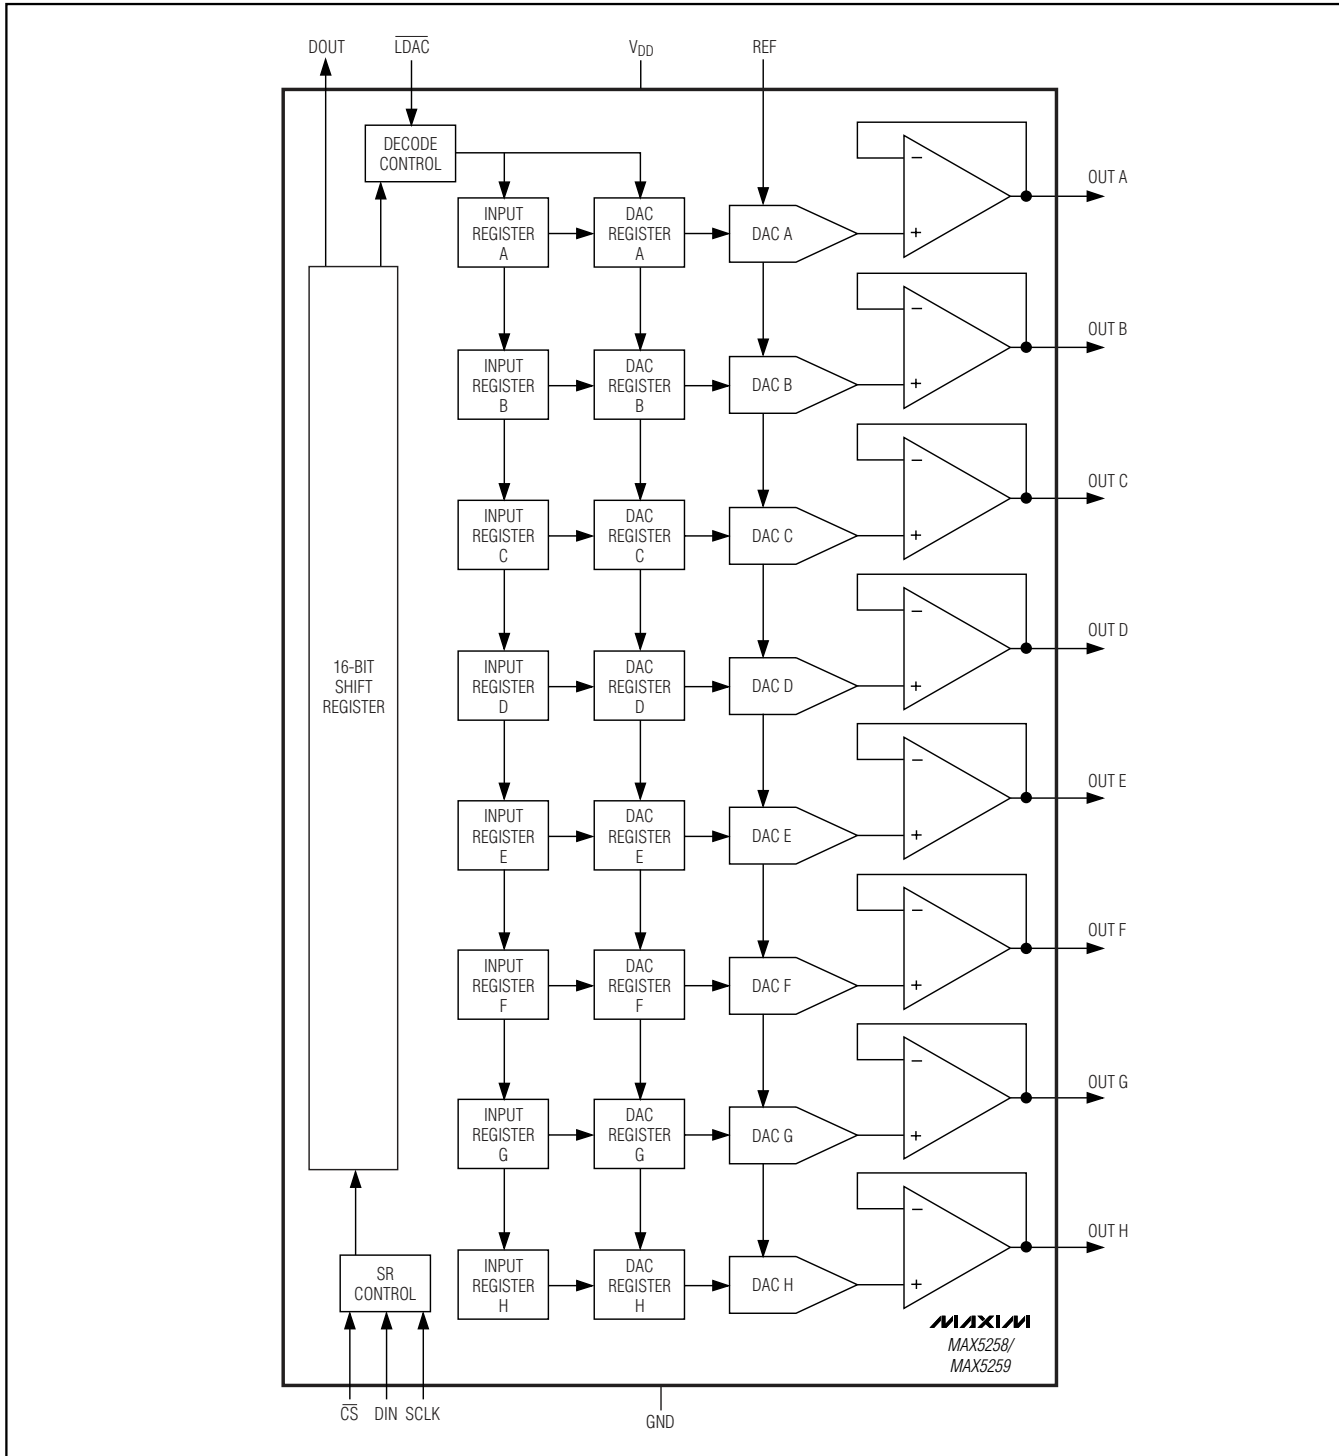 DOUT
LDAC
VDD
REF
DECODE
CONTROL
INPUT
REGISTER
A
DAC
REGISTER
A
DAC A
−
+
OUT A
INPUT
REGISTER
B
DAC
REGISTER
B
DAC B
−
+
OUT B
INPUT
REGISTER
C
DAC
REGISTER
C
DAC C
−
+
OUT C
16-BIT
SHIFT
REGISTER
INPUT
REGISTER
D
DAC
REGISTER
D
DAC D
−
+
OUT D
INPUT
REGISTER
E
DAC
REGISTER
E
DAC E
−
+
OUT E
INPUT
REGISTER
F
DAC
REGISTER
F
DAC F
−
+
OUT F
INPUT
REGISTER
G
DAC
REGISTER
G
DAC G
−
+
OUT G
SR
CONTROL
INPUT
REGISTER
H
DAC
REGISTER
H
DAC H
−
+
OUT H
MAXIM
MAX5258/
MAX5259
CS
DIN
SCLK
GND